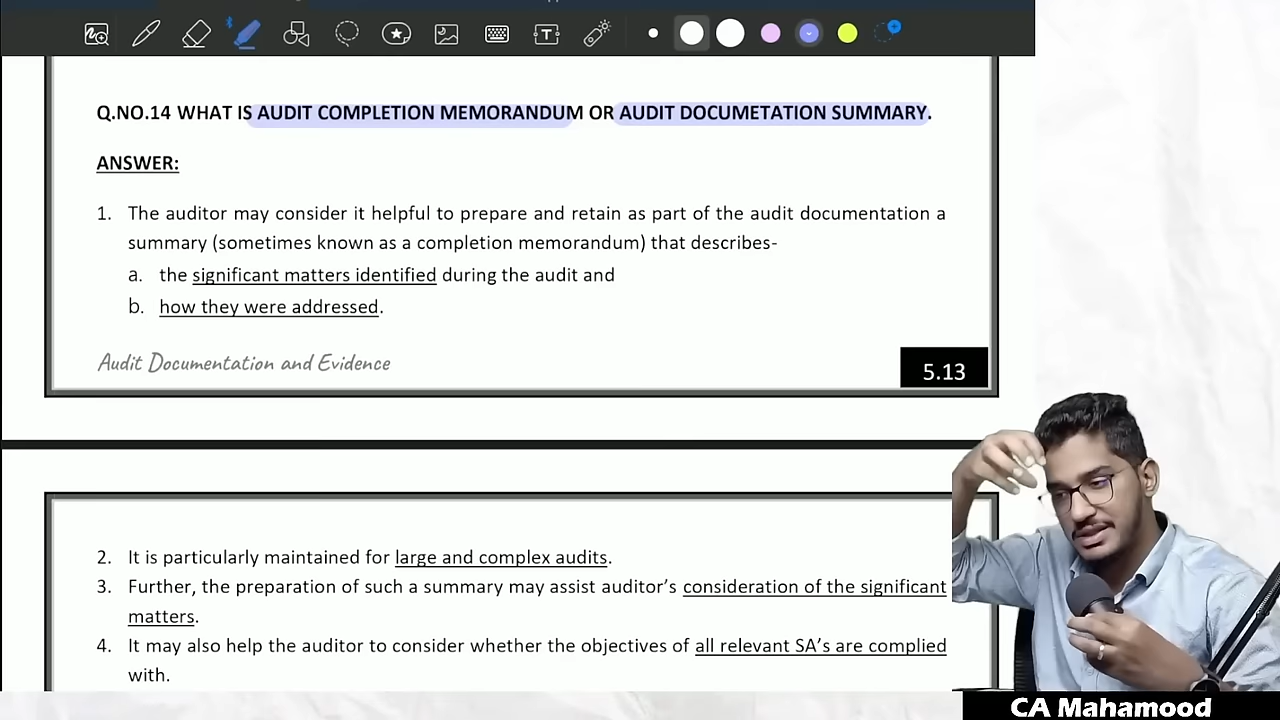 Q.NO.14 WHAT IS AUDIT COMPLETION MEMORANDUM OR AUDIT DOCUMETATION SUMMARY.
ANSWER:
1. The auditor may consider it helpful to prepare and retain as part of the audit documentation a
summary (sometimes known as a completion memorandum) that describes-
a. the significant matters identified during the audit and
b. how they were addressed.
Audit Documentation and Evidence
5.13
2. It is particularly maintained for large and complex audits.
3. Further, the preparation of such a summary may assist auditor's consideration of the significant
matters.
4. It may also help the auditor to consider whether the objectives of all relevant SA's are complied
with.
CA Mahamood